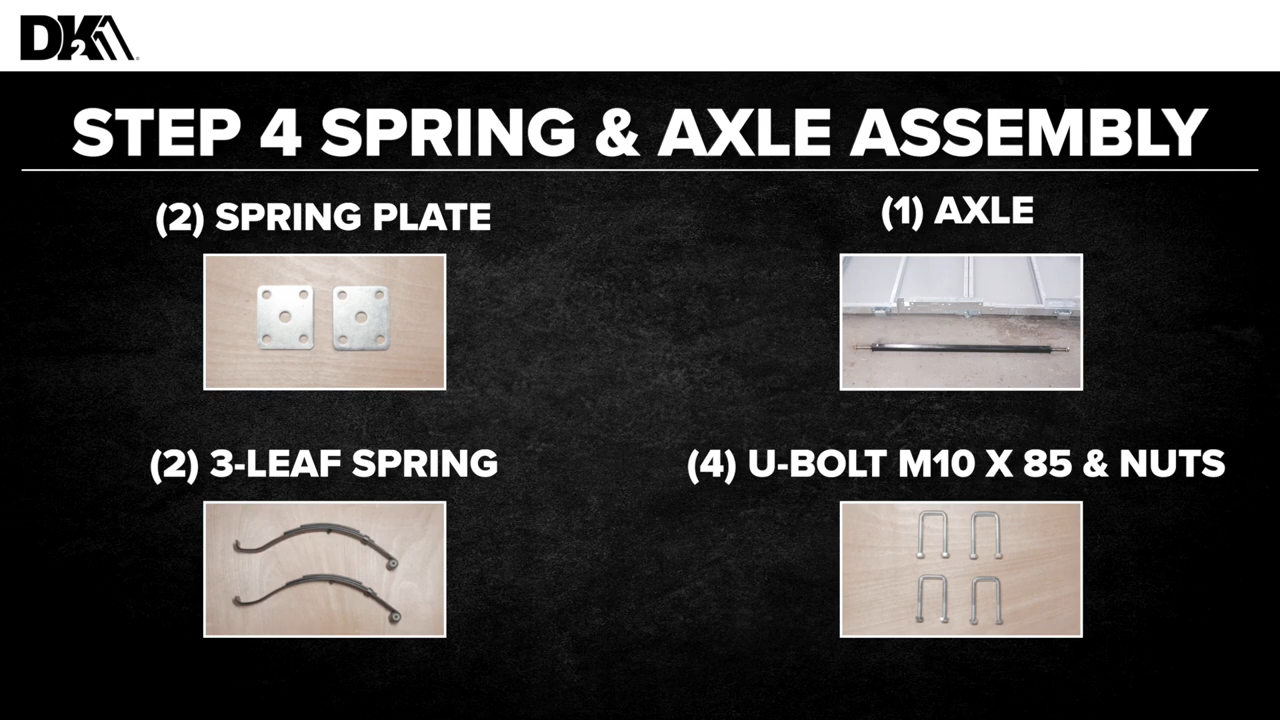 DK2
STEP 4 SPRING & AXLE ASSEMBLY
(2) SPRING PLATE
(1) AXLE
(2) 3-LEAF SPRING
(4) U-BOLT M10 X 85 & NUTS